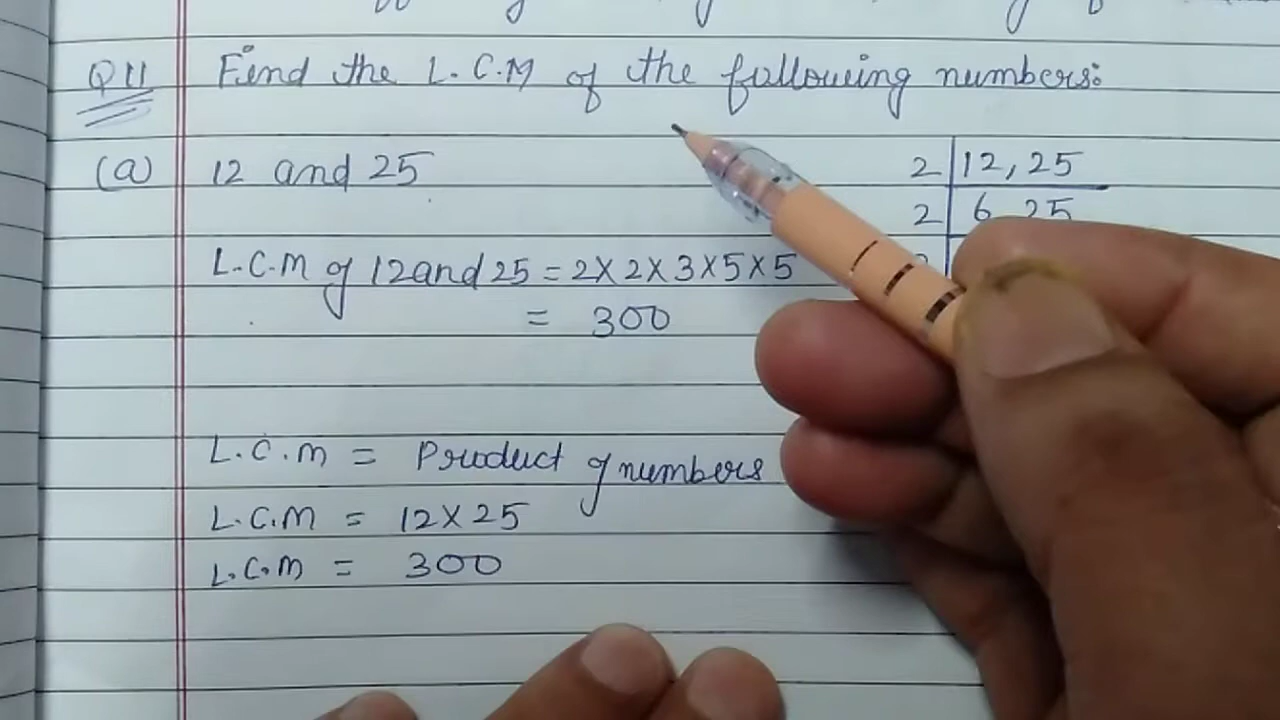 Q11 Find the L.C.M of the following numbers:
(a) 12 and 25
2 | 12, 25
2 | 6 25
L.C.M of 12 and 25 = 2×2×3×5×5
= 300
L.C.M = Product of numbers
L.C.M = 12×25
L.C.M = 300